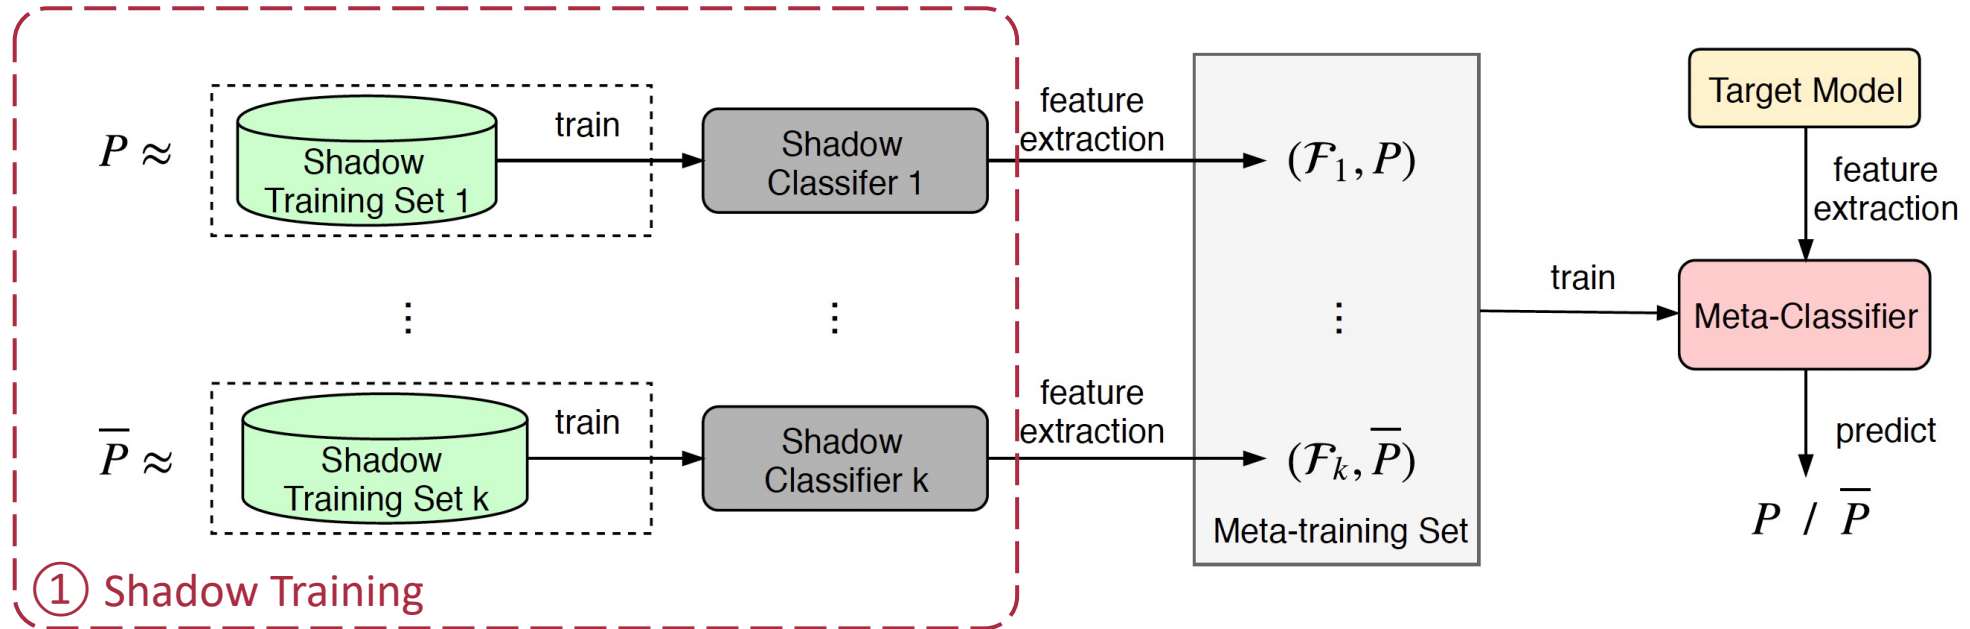 P ≈
Shadow
Training Set 1
train
Shadow
Classifer 1
feature
extraction
(ℱ₁, P)
⋮
⋮
⋮
P̅ ≈
Shadow
Training Set k
train
Shadow
Classifier k
feature
extraction
(ℱₖ, P̅)
Meta-training Set
① Shadow Training
train
Target Model
feature
extraction
Meta-Classifier
predict
P / P̅